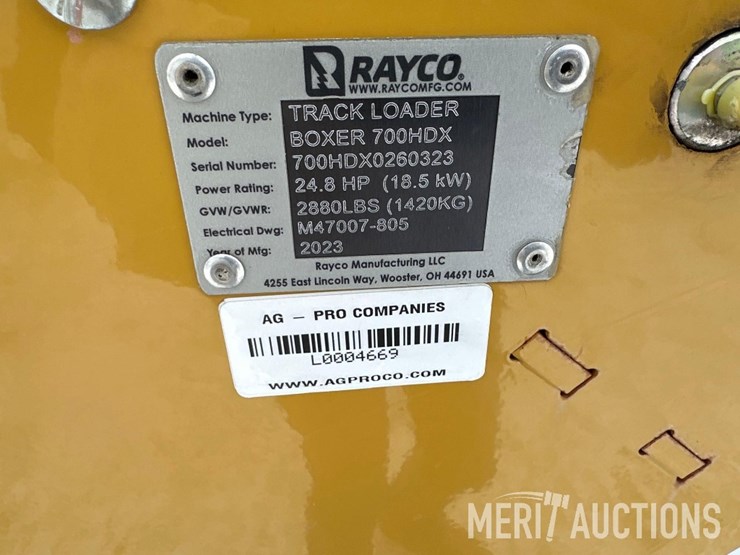 RAYCO®
WWW.RAYCOMFG.COM
Machine Type: TRACK LOADER
Model: BOXER 700HDX
Serial Number: 700HDX0260323
Power Rating: 24.8 HP (18.5 kW)
GVW/GVWR: 2880LBS (1420KG)
Electrical Dwg: M47007-805
Year of Mfg: 2023
Rayco Manufacturing LLC
4255 East Lincoln Way, Wooster, OH 44691 USA
AG – PRO COMPANIES
L0004669
WWW.AGPROCO.COM
MERIT AUCTIONS